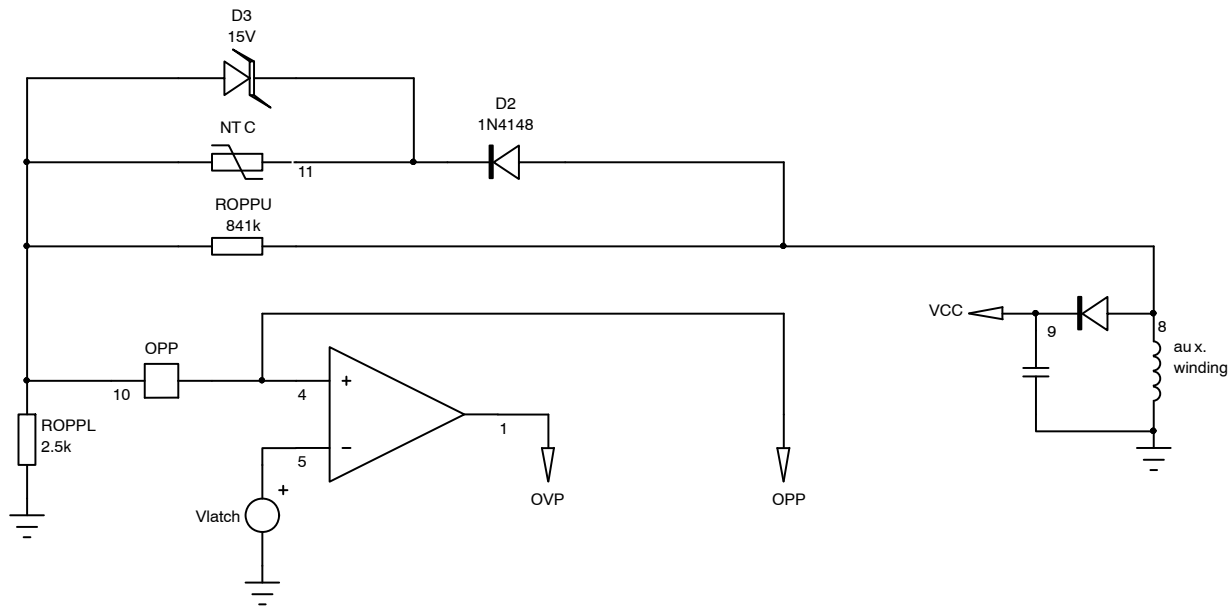 D3
15V
D2
1N4148
NTC
11
ROPPU
841k
VCC
9
8
aux.
winding
OPP
10
+
4
1
ROPPL
2.5k
−
5
+
Vlatch
OVP
OPP